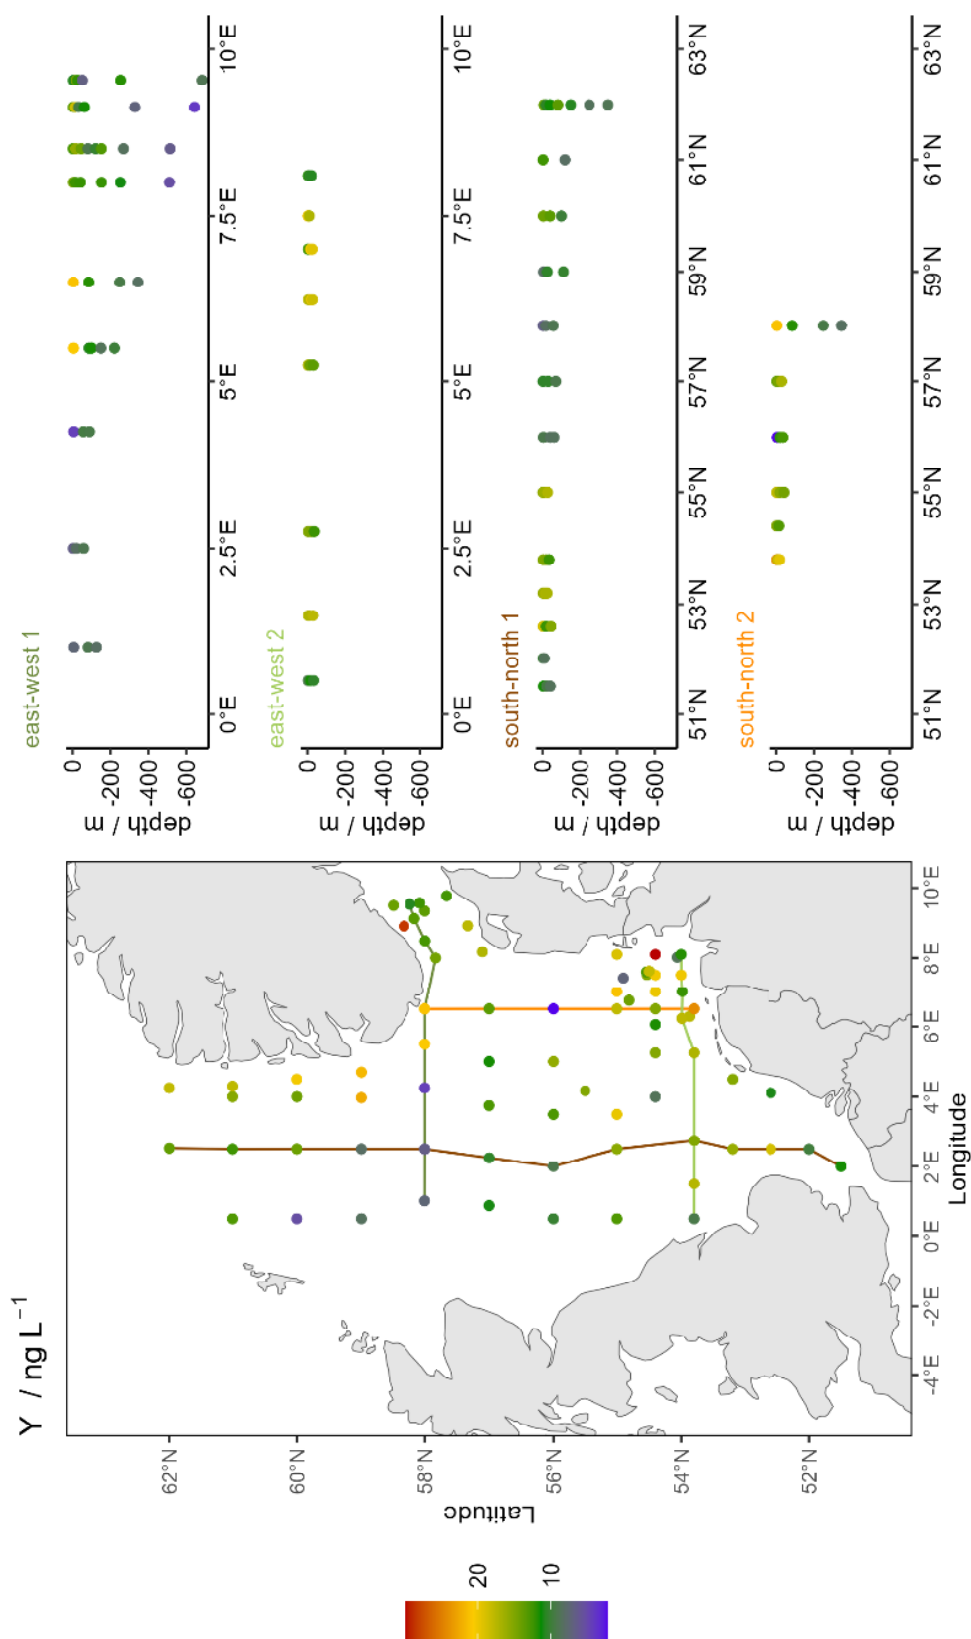 Y / ng L⁻¹
20
10
Latitude
62°N
60°N
58°N
56°N
54°N
52°N
-4°E
-2°E
0°E
2°E
4°E
6°E
8°E
10°E
Longitude
east-west 1
depth / m
0
-200
-400
-600
0°E
2.5°E
5°E
7.5°E
10°E
east-west 2
depth / m
0
-200
-400
-600
0°E
2.5°E
5°E
7.5°E
10°E
south-north 1
depth / m
0
-200
-400
-600
51°N
53°N
55°N
57°N
59°N
61°N
63°N
south-north 2
depth / m
0
-200
-400
-600
51°N
53°N
55°N
57°N
59°N
61°N
63°N